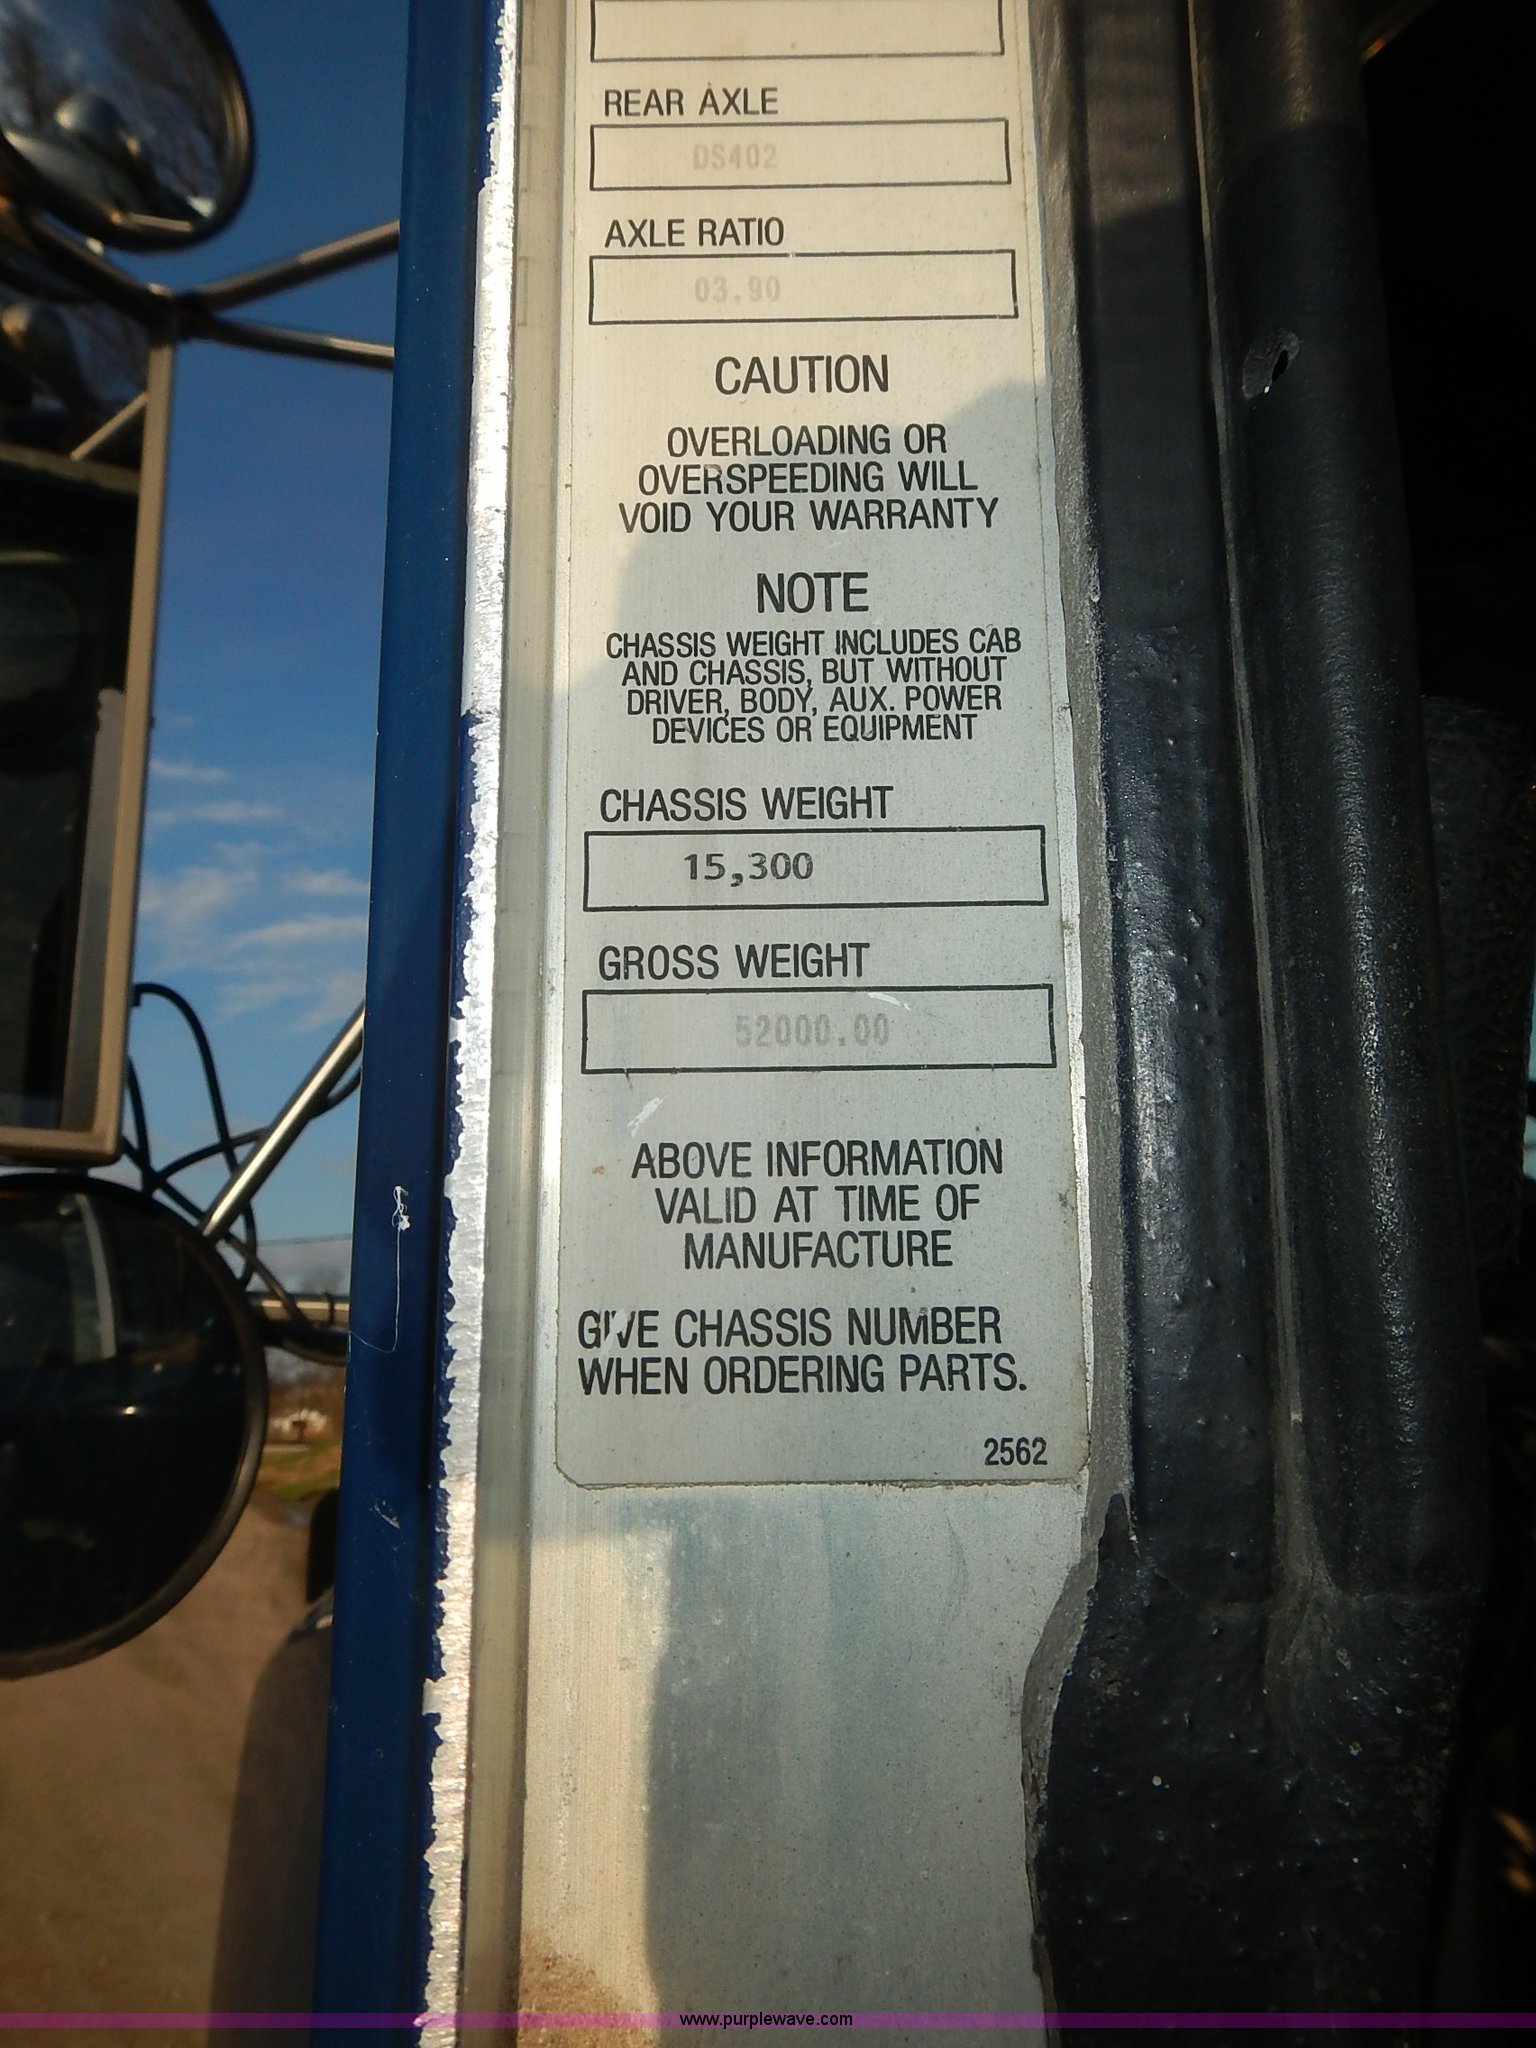 REAR AXLE
DS402
AXLE RATIO
03.90
CAUTION
OVERLOADING OR
OVERSPEEDING WILL
VOID YOUR WARRANTY
NOTE
CHASSIS WEIGHT INCLUDES CAB
AND CHASSIS, BUT WITHOUT
DRIVER, BODY, AUX. POWER
DEVICES OR EQUIPMENT
CHASSIS WEIGHT
15,300
GROSS WEIGHT
52000.00
ABOVE INFORMATION
VALID AT TIME OF
MANUFACTURE
GIVE CHASSIS NUMBER
WHEN ORDERING PARTS.
2562
www.purplewave.com